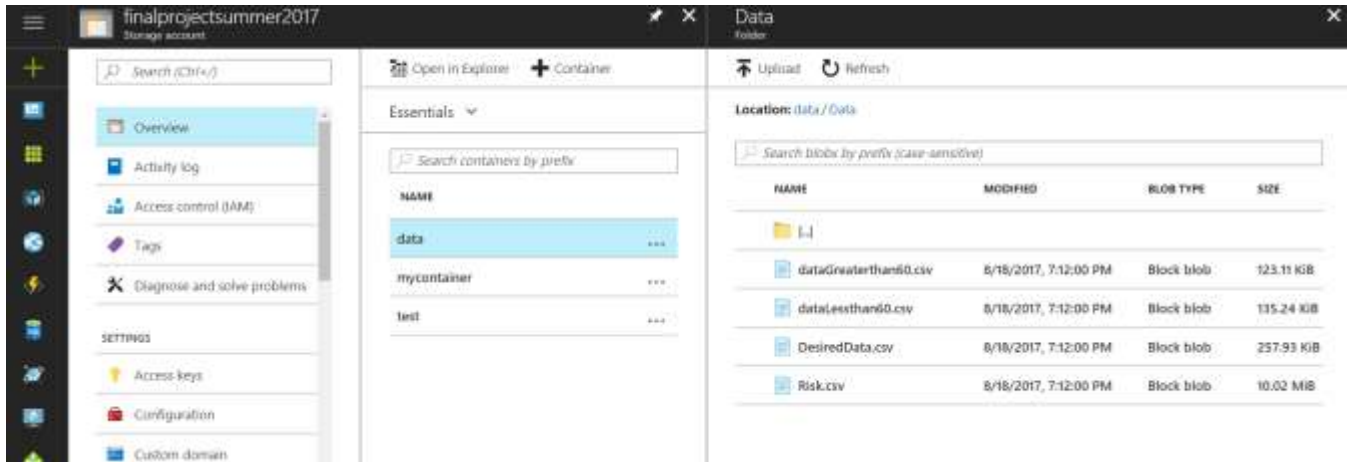 finalprojectsummer2017
Storage account
Search (Ctrl+/)
Overview
Activity log
Access control (IAM)
Tags
Diagnose and solve problems
SETTINGS
Access keys
Configuration
Custom domain
Open in Explorer
Container
Essentials
Search containers by prefix
NAME
data ...
mycontainer ...
test ...
Data
Folder
Upload Refresh
Location: data / Data
Search blobs by prefix (case-sensitive)
NAME MODIFIED BLOB TYPE SIZE
[..]
dataGreaterthan60.csv 8/18/2017, 7:12:00 PM Block blob 123.11 KiB
dataLessthan60.csv 8/18/2017, 7:12:00 PM Block blob 135.24 KiB
DesiredData.csv 8/18/2017, 7:12:00 PM Block blob 257.93 KiB
Risk.csv 8/18/2017, 7:12:00 PM Block blob 10.02 MiB